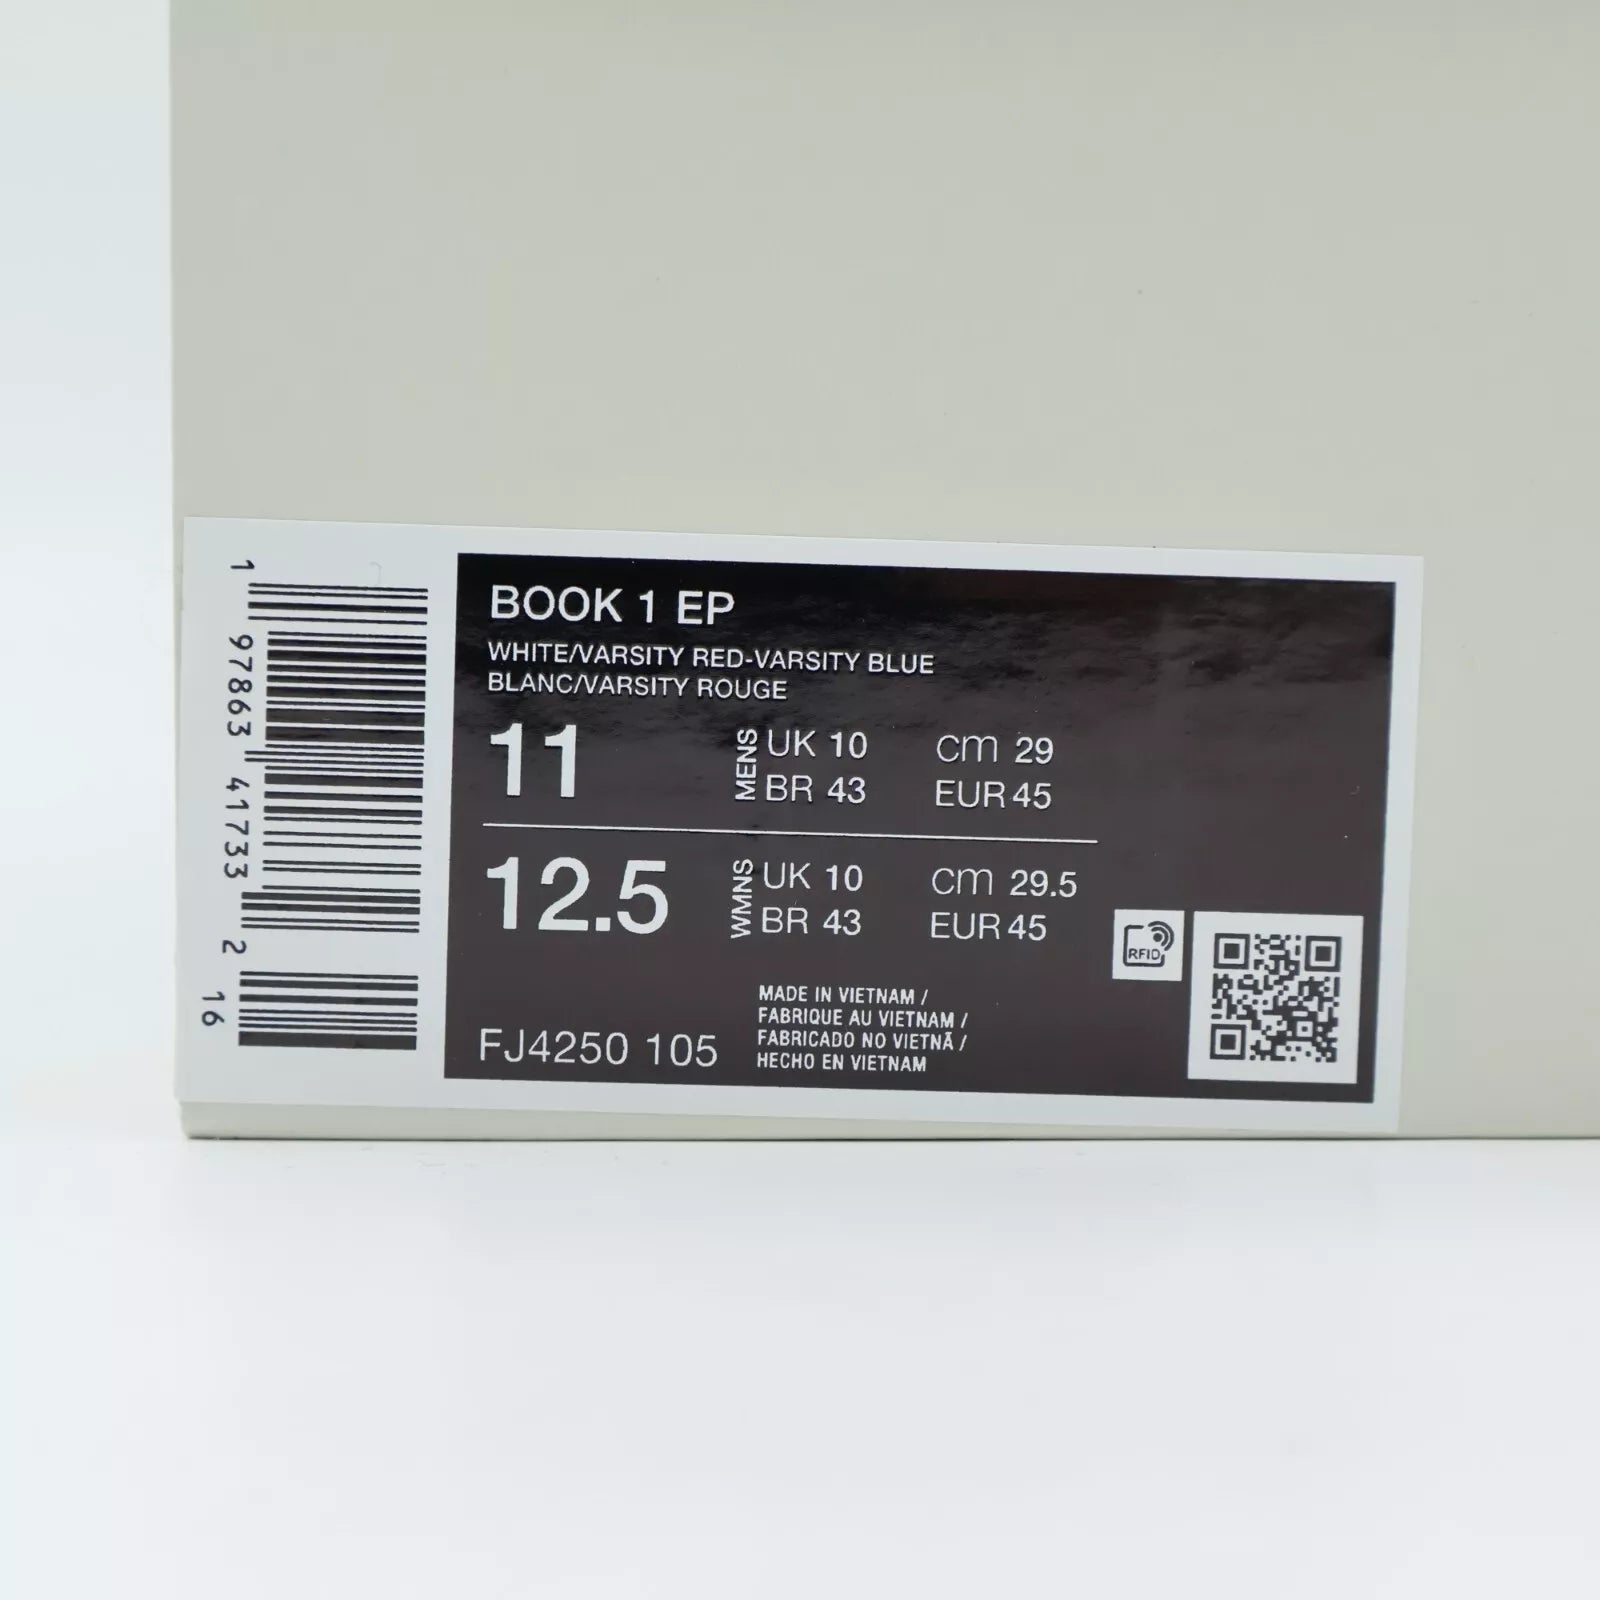 1 97863 41733 2 16
BOOK 1 EP
WHITE/VARSITY RED-VARSITY BLUE
BLANC/VARSITY ROUGE
11 MENS UK 10 cm 29
BR 43 EUR 45
12.5 WMNS UK 10 cm 29.5
BR 43 EUR 45
RFID
MADE IN VIETNAM /
FABRIQUE AU VIETNAM /
FABRICADO NO VIETNÃ /
HECHO EN VIETNAM
FJ4250 105